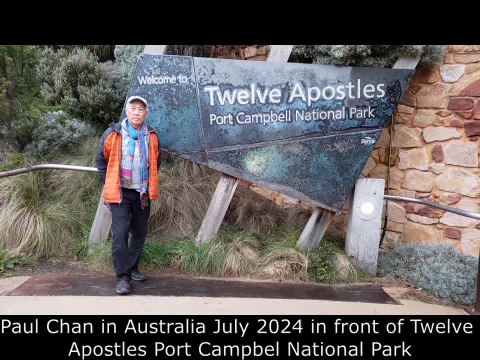 Welcome to
Twelve Apostles
Port Campbell National Park
Paul Chan in Australia July 2024 in front of Twelve
Apostles Port Campbel National Park